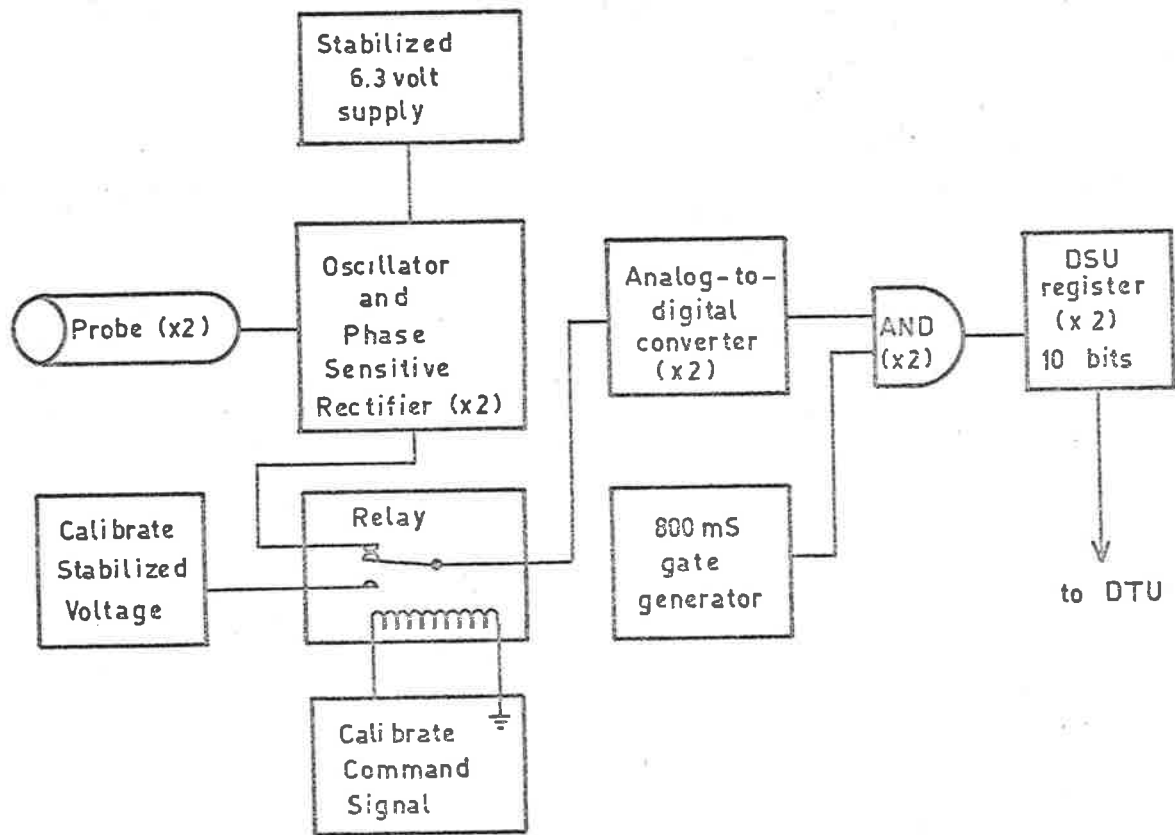 Stabilized
6.3 volt
supply
Probe (x2)
Oscillator
and
Phase
Sensitive
Rectifier (x2)
Analog-to-
digital
converter
(x2)
AND
(x2)
DSU
register
(x2)
10 bits
Calibrate
Stabilized
Voltage
Relay
800 mS
gate
generator
to DTU
Calibrate
Command
Signal